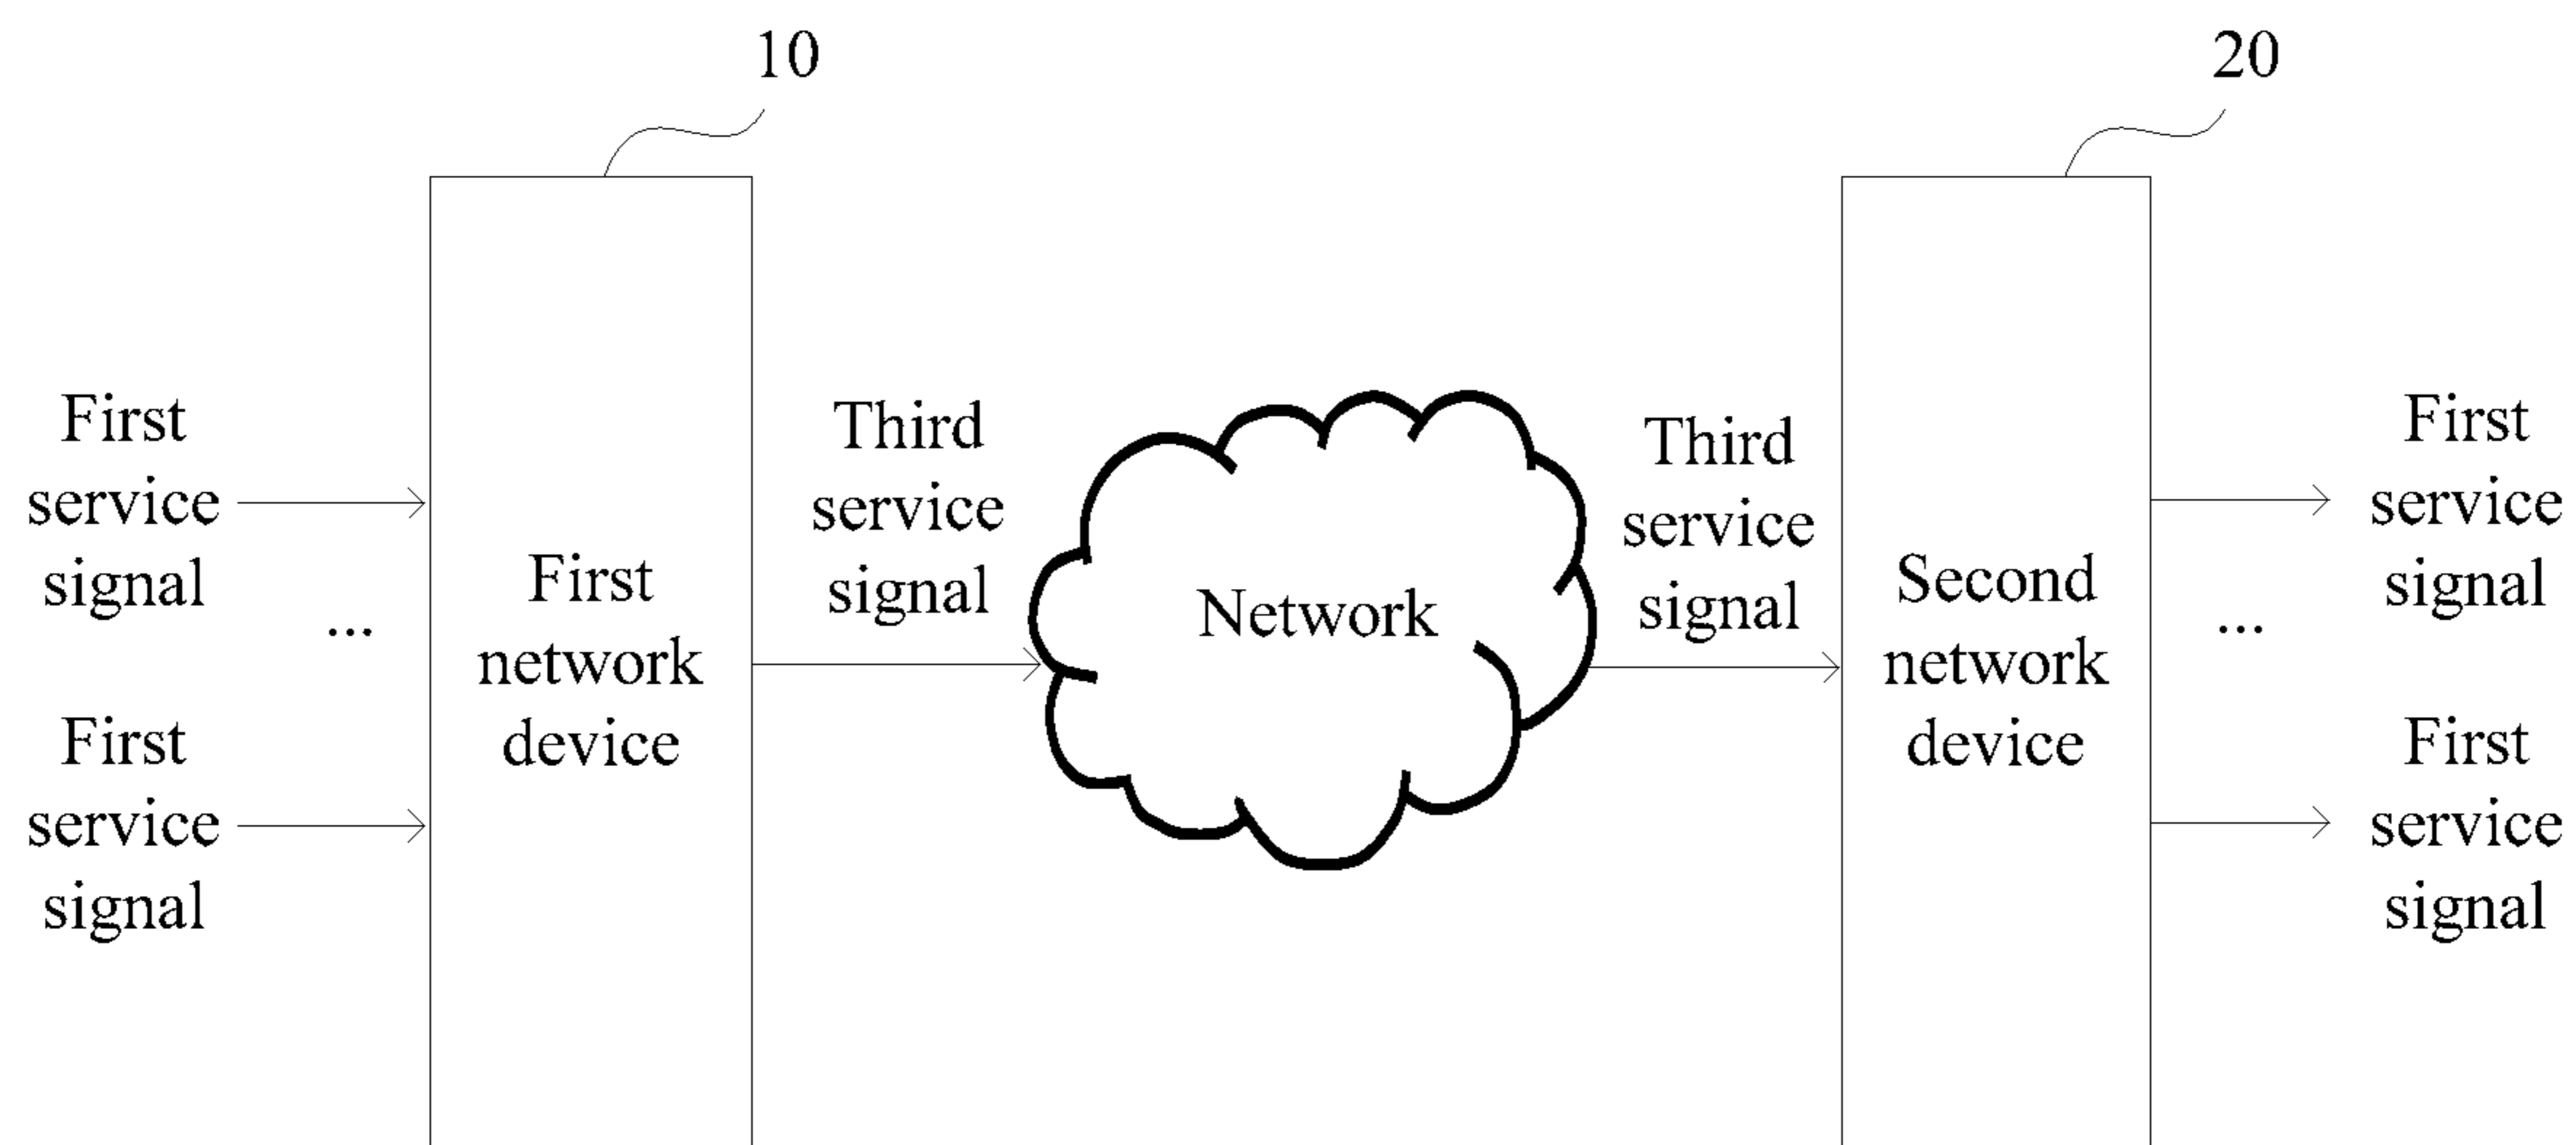 10
20
First
service
signal
...
First
service
signal
First
network
device
Third
service
signal
Network
Third
service
signal
Second
network
device
First
service
signal
...
First
service
signal